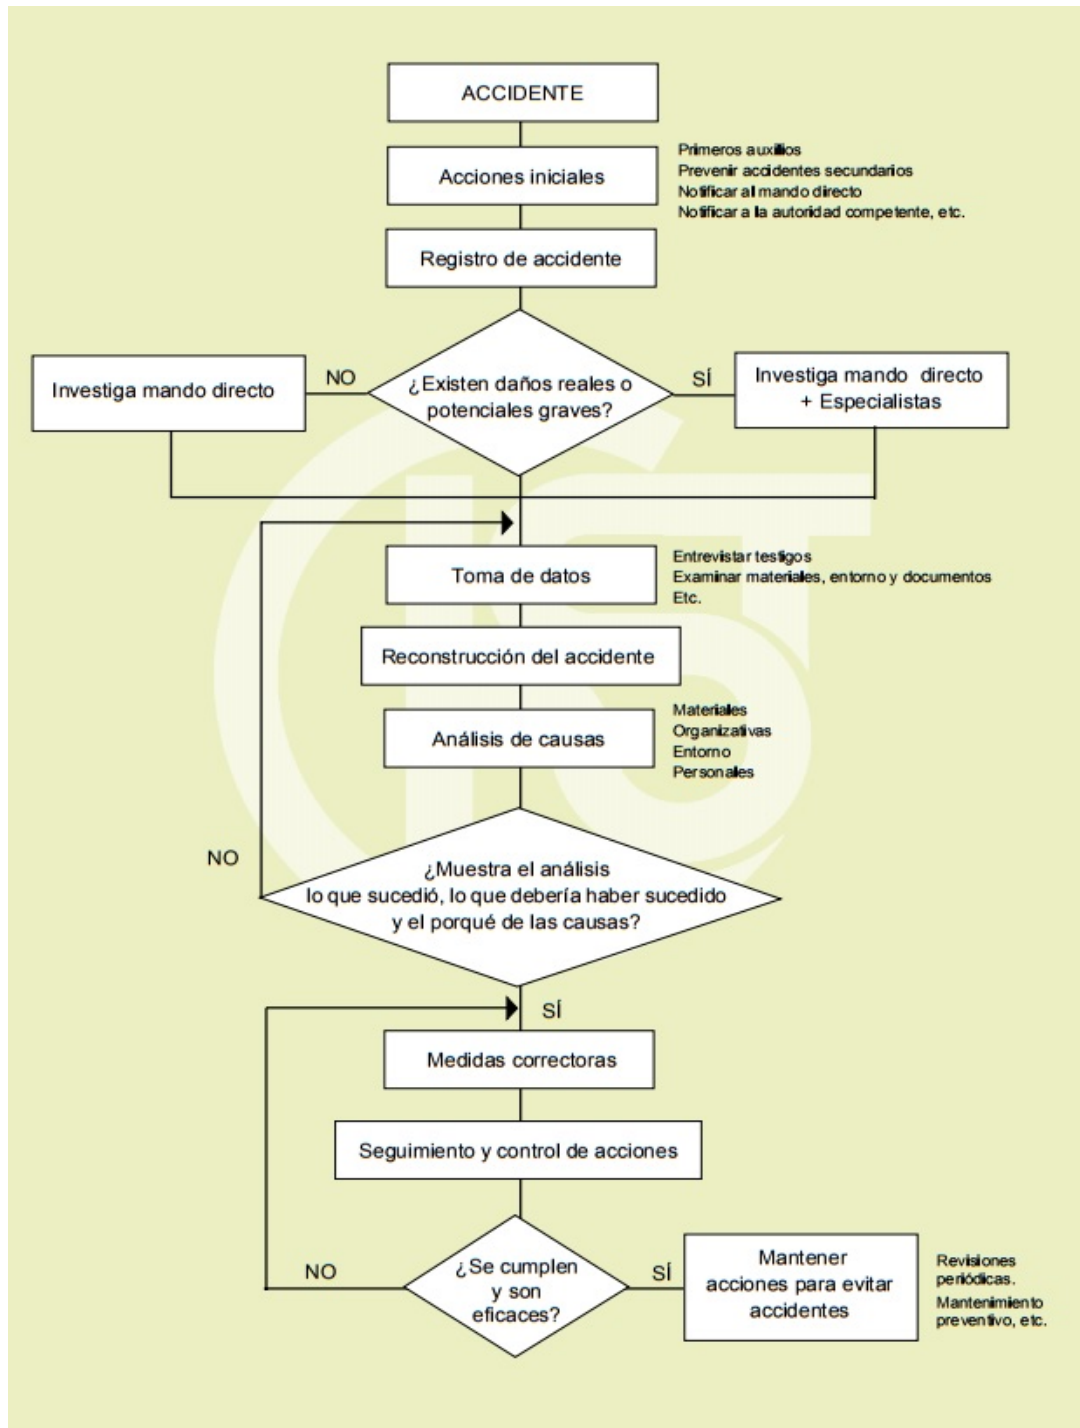 ACCIDENTE
Acciones iniciales
Primeros auxilios
Prevenir accidentes secundarios
Notificar al mando directo
Notificar a la autoridad competente, etc.
Registro de accidente
¿Existen daños reales o
potenciales graves?
NO
Investiga mando directo
SÍ
Investiga mando directo
+ Especialistas
Toma de datos
Entrevistar testigos
Examinar materiales, entorno y documentos
Etc.
Reconstrucción del accidente
Análisis de causas
Materiales
Organizativas
Entorno
Personales
¿Muestra el análisis
lo que sucedió, lo que debería haber sucedido
y el porqué de las causas?
NO
SÍ
Medidas correctoras
Seguimiento y control de acciones
¿Se cumplen
y son
eficaces?
NO
SÍ
Mantener
acciones para evitar
accidentes
Revisiones
periódicas.
Mantenimiento
preventivo, etc.